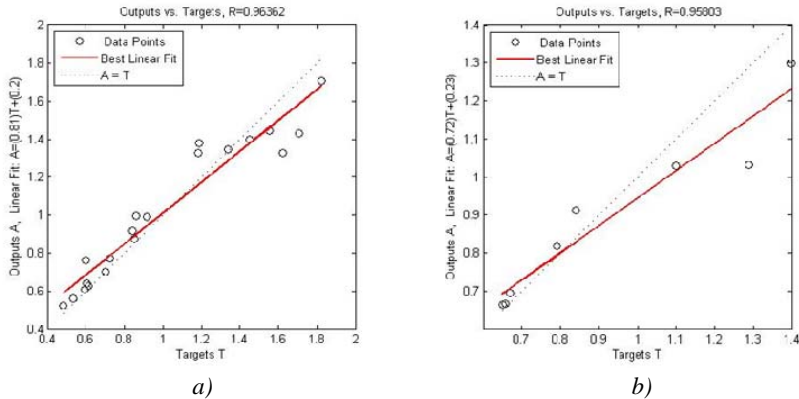 Outputs vs. Targets, R=0.96362
Data Points
Best Linear Fit
A = T
Outputs A, Linear Fit: A=(0.81)T+(0.2)
2
1.8
1.6
1.4
1.2
1
0.8
0.6
0.4
0.4
0.6
0.8
1
1.2
1.4
1.6
1.8
2
Targets T
a)
Outputs vs. Targets, R=0.95803
Data Points
Best Linear Fit
A = T
Outputs A, Linear Fit: A=(0.72)T+(0.23)
1.4
1.3
1.2
1.1
1
0.9
0.8
0.7
0.7
0.8
0.9
1
1.1
1.2
1.3
1.4
Targets T
b)